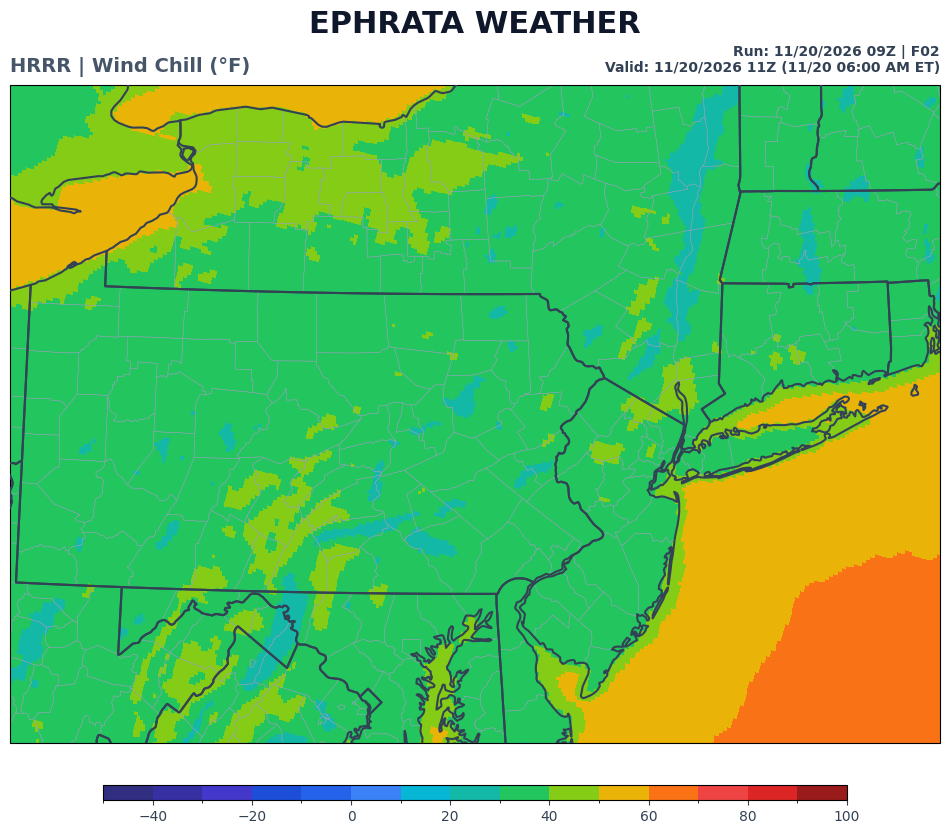 EPHRATA WEATHER
HRRR | Wind Chill (°F)
Run: 11/20/2026 09Z | F02
Valid: 11/20/2026 11Z (11/20 06:00 AM ET)
−40 −20 0 20 40 60 80 100